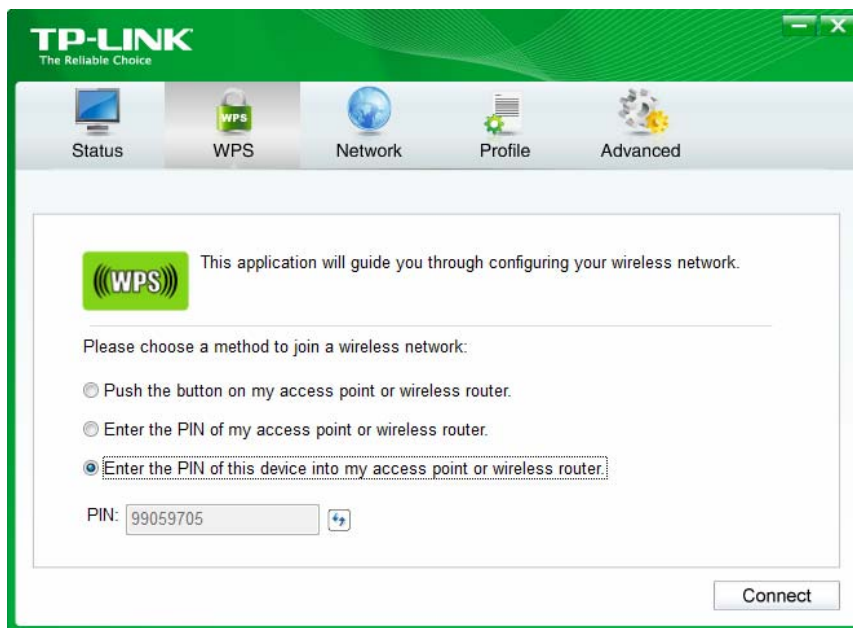 TP-LINK
The Reliable Choice
Status WPS Network Profile Advanced
WPS
(((WPS)))
This application will guide you through configuring your wireless network.
Please choose a method to join a wireless network:
Push the button on my access point or wireless router.
Enter the PIN of my access point or wireless router.
Enter the PIN of this device into my access point or wireless router.
PIN: 99059705
Connect